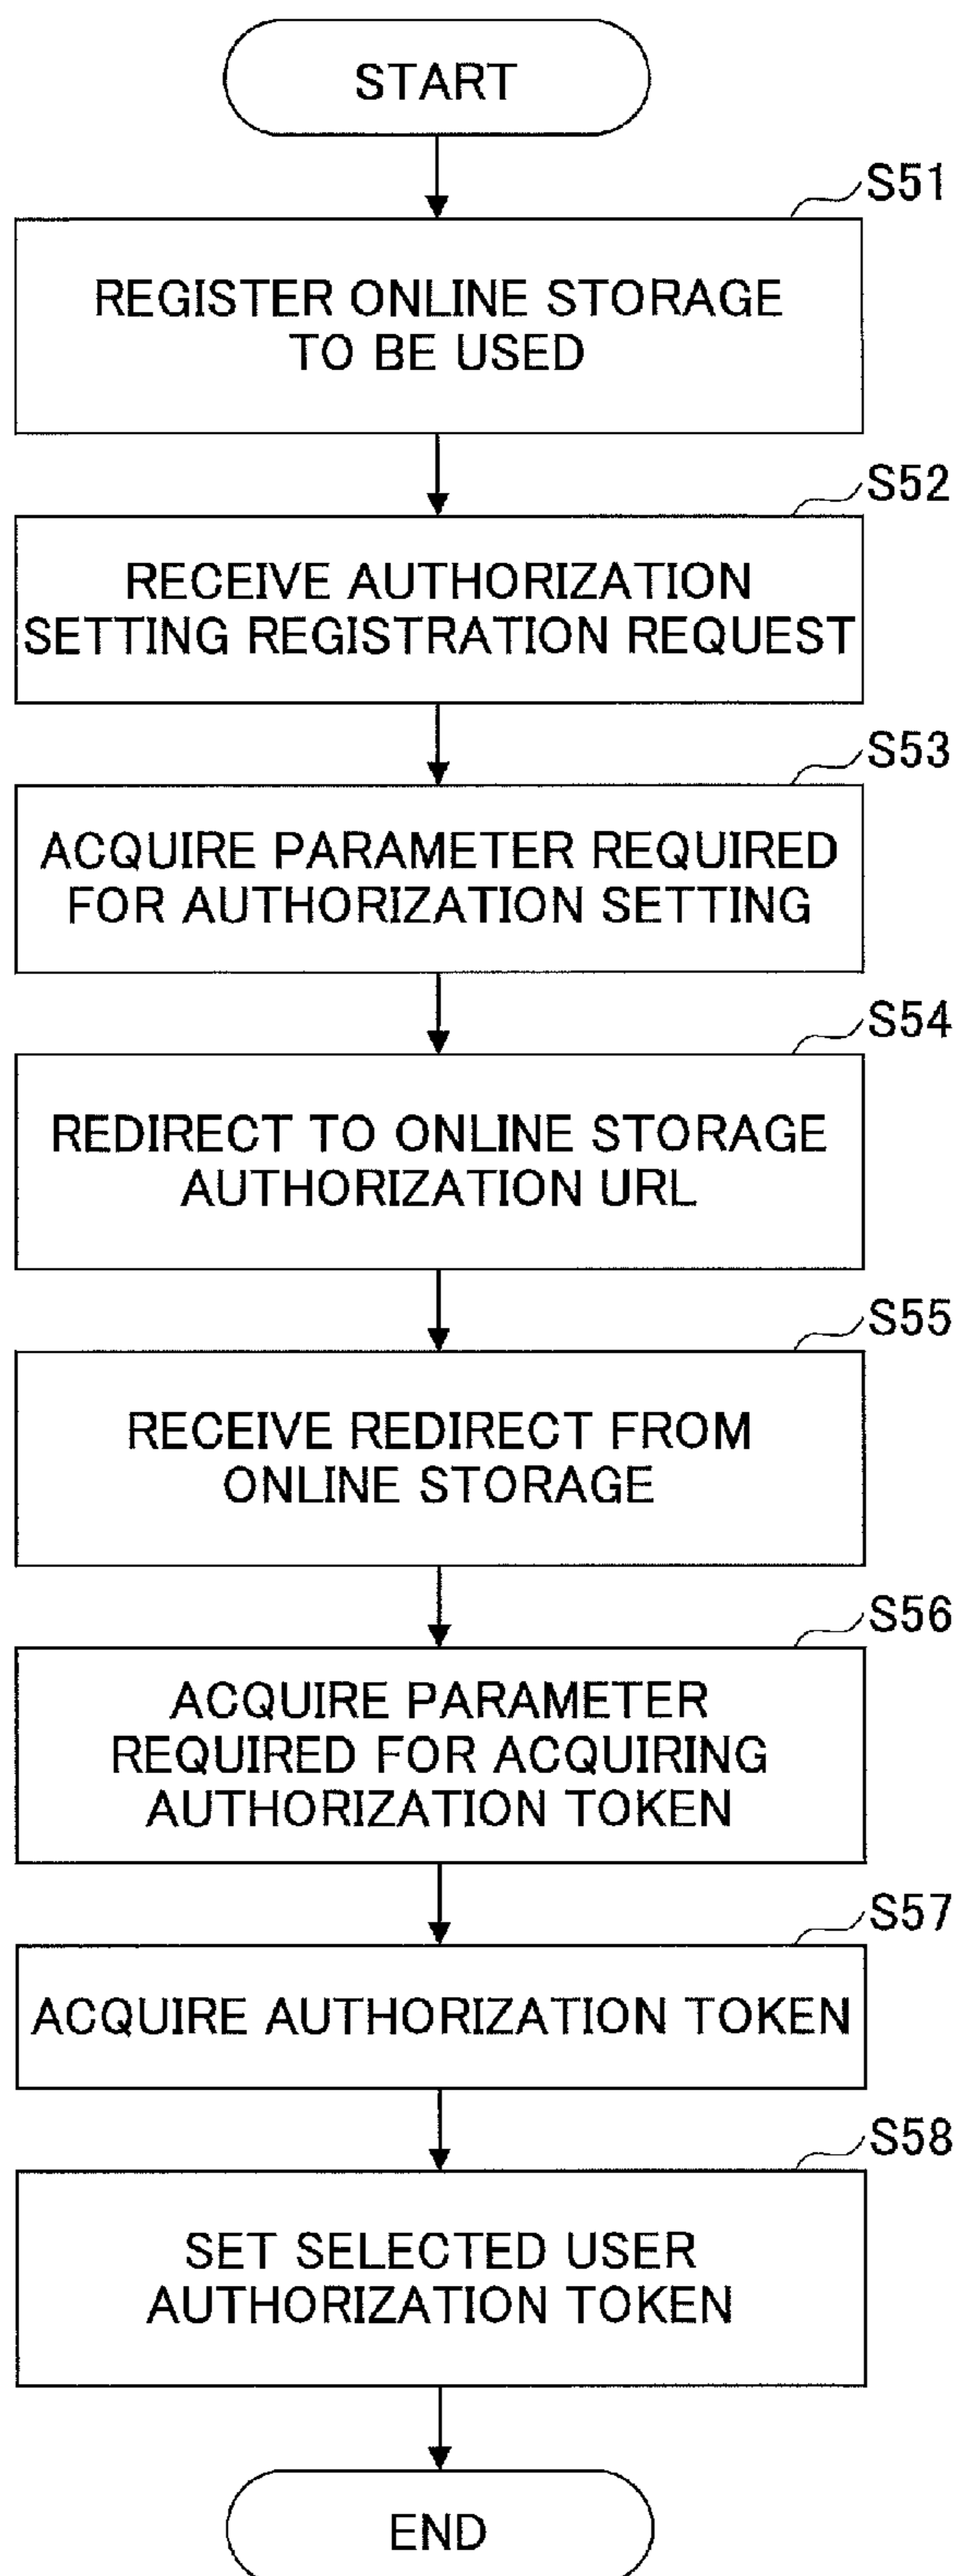 START
S51
REGISTER ONLINE STORAGE
TO BE USED
S52
RECEIVE AUTHORIZATION
SETTING REGISTRATION REQUEST
S53
ACQUIRE PARAMETER REQUIRED
FOR AUTHORIZATION SETTING
S54
REDIRECT TO ONLINE STORAGE
AUTHORIZATION URL
S55
RECEIVE REDIRECT FROM
ONLINE STORAGE
S56
ACQUIRE PARAMETER
REQUIRED FOR ACQUIRING
AUTHORIZATION TOKEN
S57
ACQUIRE AUTHORIZATION TOKEN
S58
SET SELECTED USER
AUTHORIZATION TOKEN
END